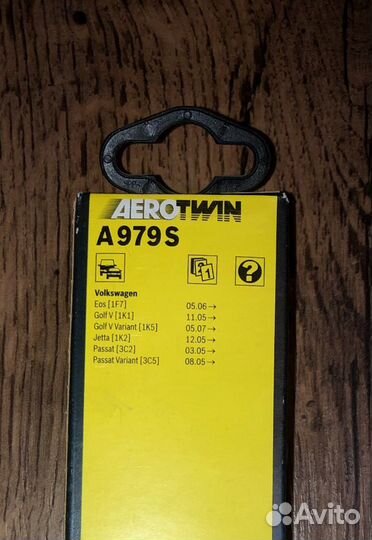 AEROTWIN
A979S
1
?
Volkswagen
Eos [1F7] 05.06→
Golf V [1K1] 11.05→
Golf V Variant [1K5] 05.07→
Jetta [1K2] 12.05→
Passat [3C2] 03.05→
Passat Variant [3C5] 08.05→
Avito